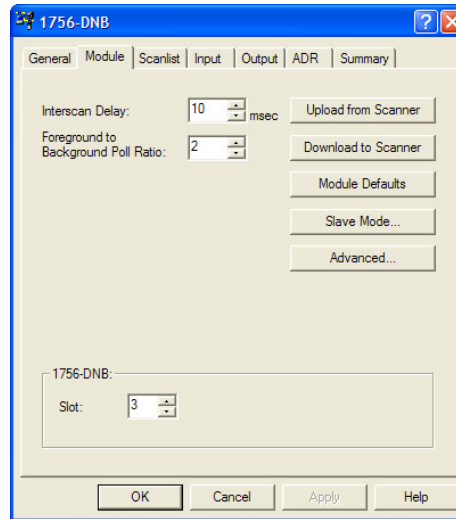 1756-DNB
General Module Scanlist Input Output ADR Summary
Interscan Delay: 10 msec Upload from Scanner
Foreground to
Background Poll Ratio: 2 Download to Scanner
Module Defaults
Slave Mode...
Advanced...
1756-DNB:
Slot: 3
OK Cancel Apply Help